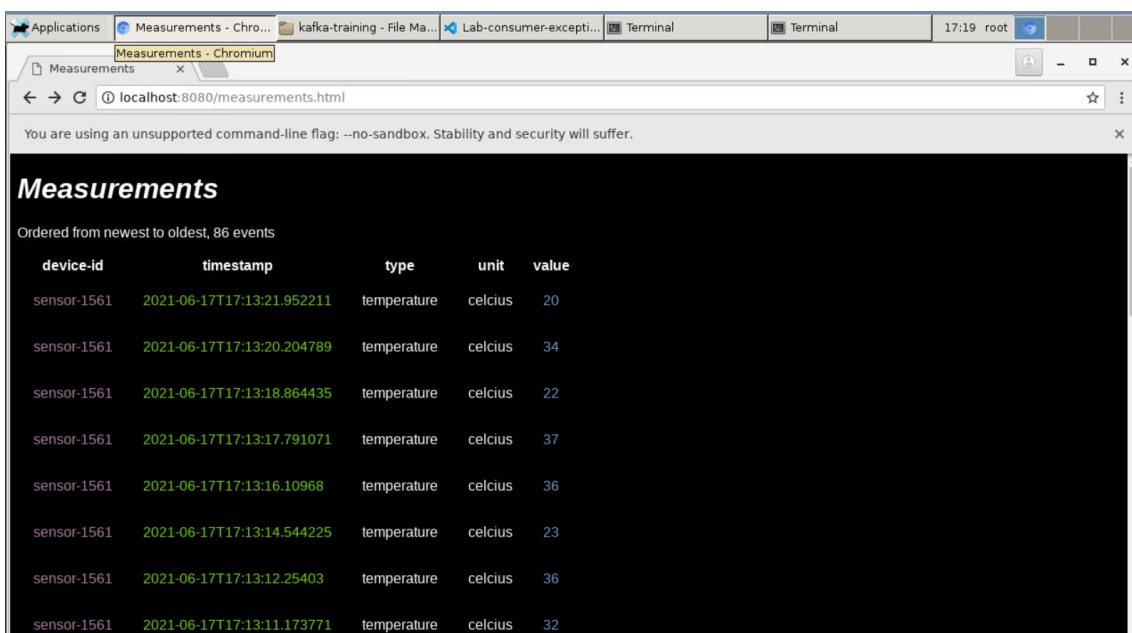 Applications Measurements - Chro... kafka-training - File Ma... Lab-consumer-excepti... Terminal Terminal 17:19 root
Measurements - Chromium
Measurements
localhost:8080/measurements.html
You are using an unsupported command-line flag: --no-sandbox. Stability and security will suffer.
Measurements
Ordered from newest to oldest, 86 events
device-id timestamp type unit value
sensor-1561 2021-06-17T17:13:21.952211 temperature celcius 20
sensor-1561 2021-06-17T17:13:20.204789 temperature celcius 34
sensor-1561 2021-06-17T17:13:18.864435 temperature celcius 22
sensor-1561 2021-06-17T17:13:17.791071 temperature celcius 37
sensor-1561 2021-06-17T17:13:16.10968 temperature celcius 36
sensor-1561 2021-06-17T17:13:14.544225 temperature celcius 23
sensor-1561 2021-06-17T17:13:12.25403 temperature celcius 36
sensor-1561 2021-06-17T17:13:11.173771 temperature celcius 32